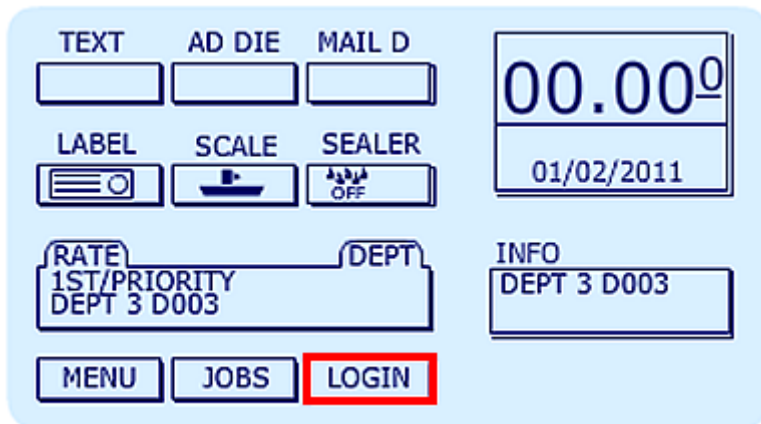 TEXT AD DIE MAIL D
00.000
LABEL SCALE SEALER
OFF
01/02/2011
RATE DEPT
1ST/PRIORITY
DEPT 3 D003
INFO
DEPT 3 D003
MENU JOBS LOGIN